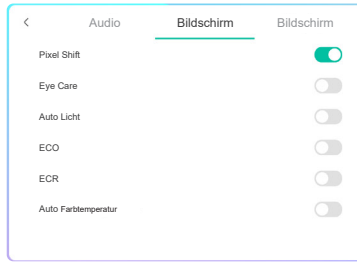 Audio Bildschirm Bildschirm
Pixel Shift
Eye Care
Auto Licht
ECO
ECR
Auto Farbtemperatur